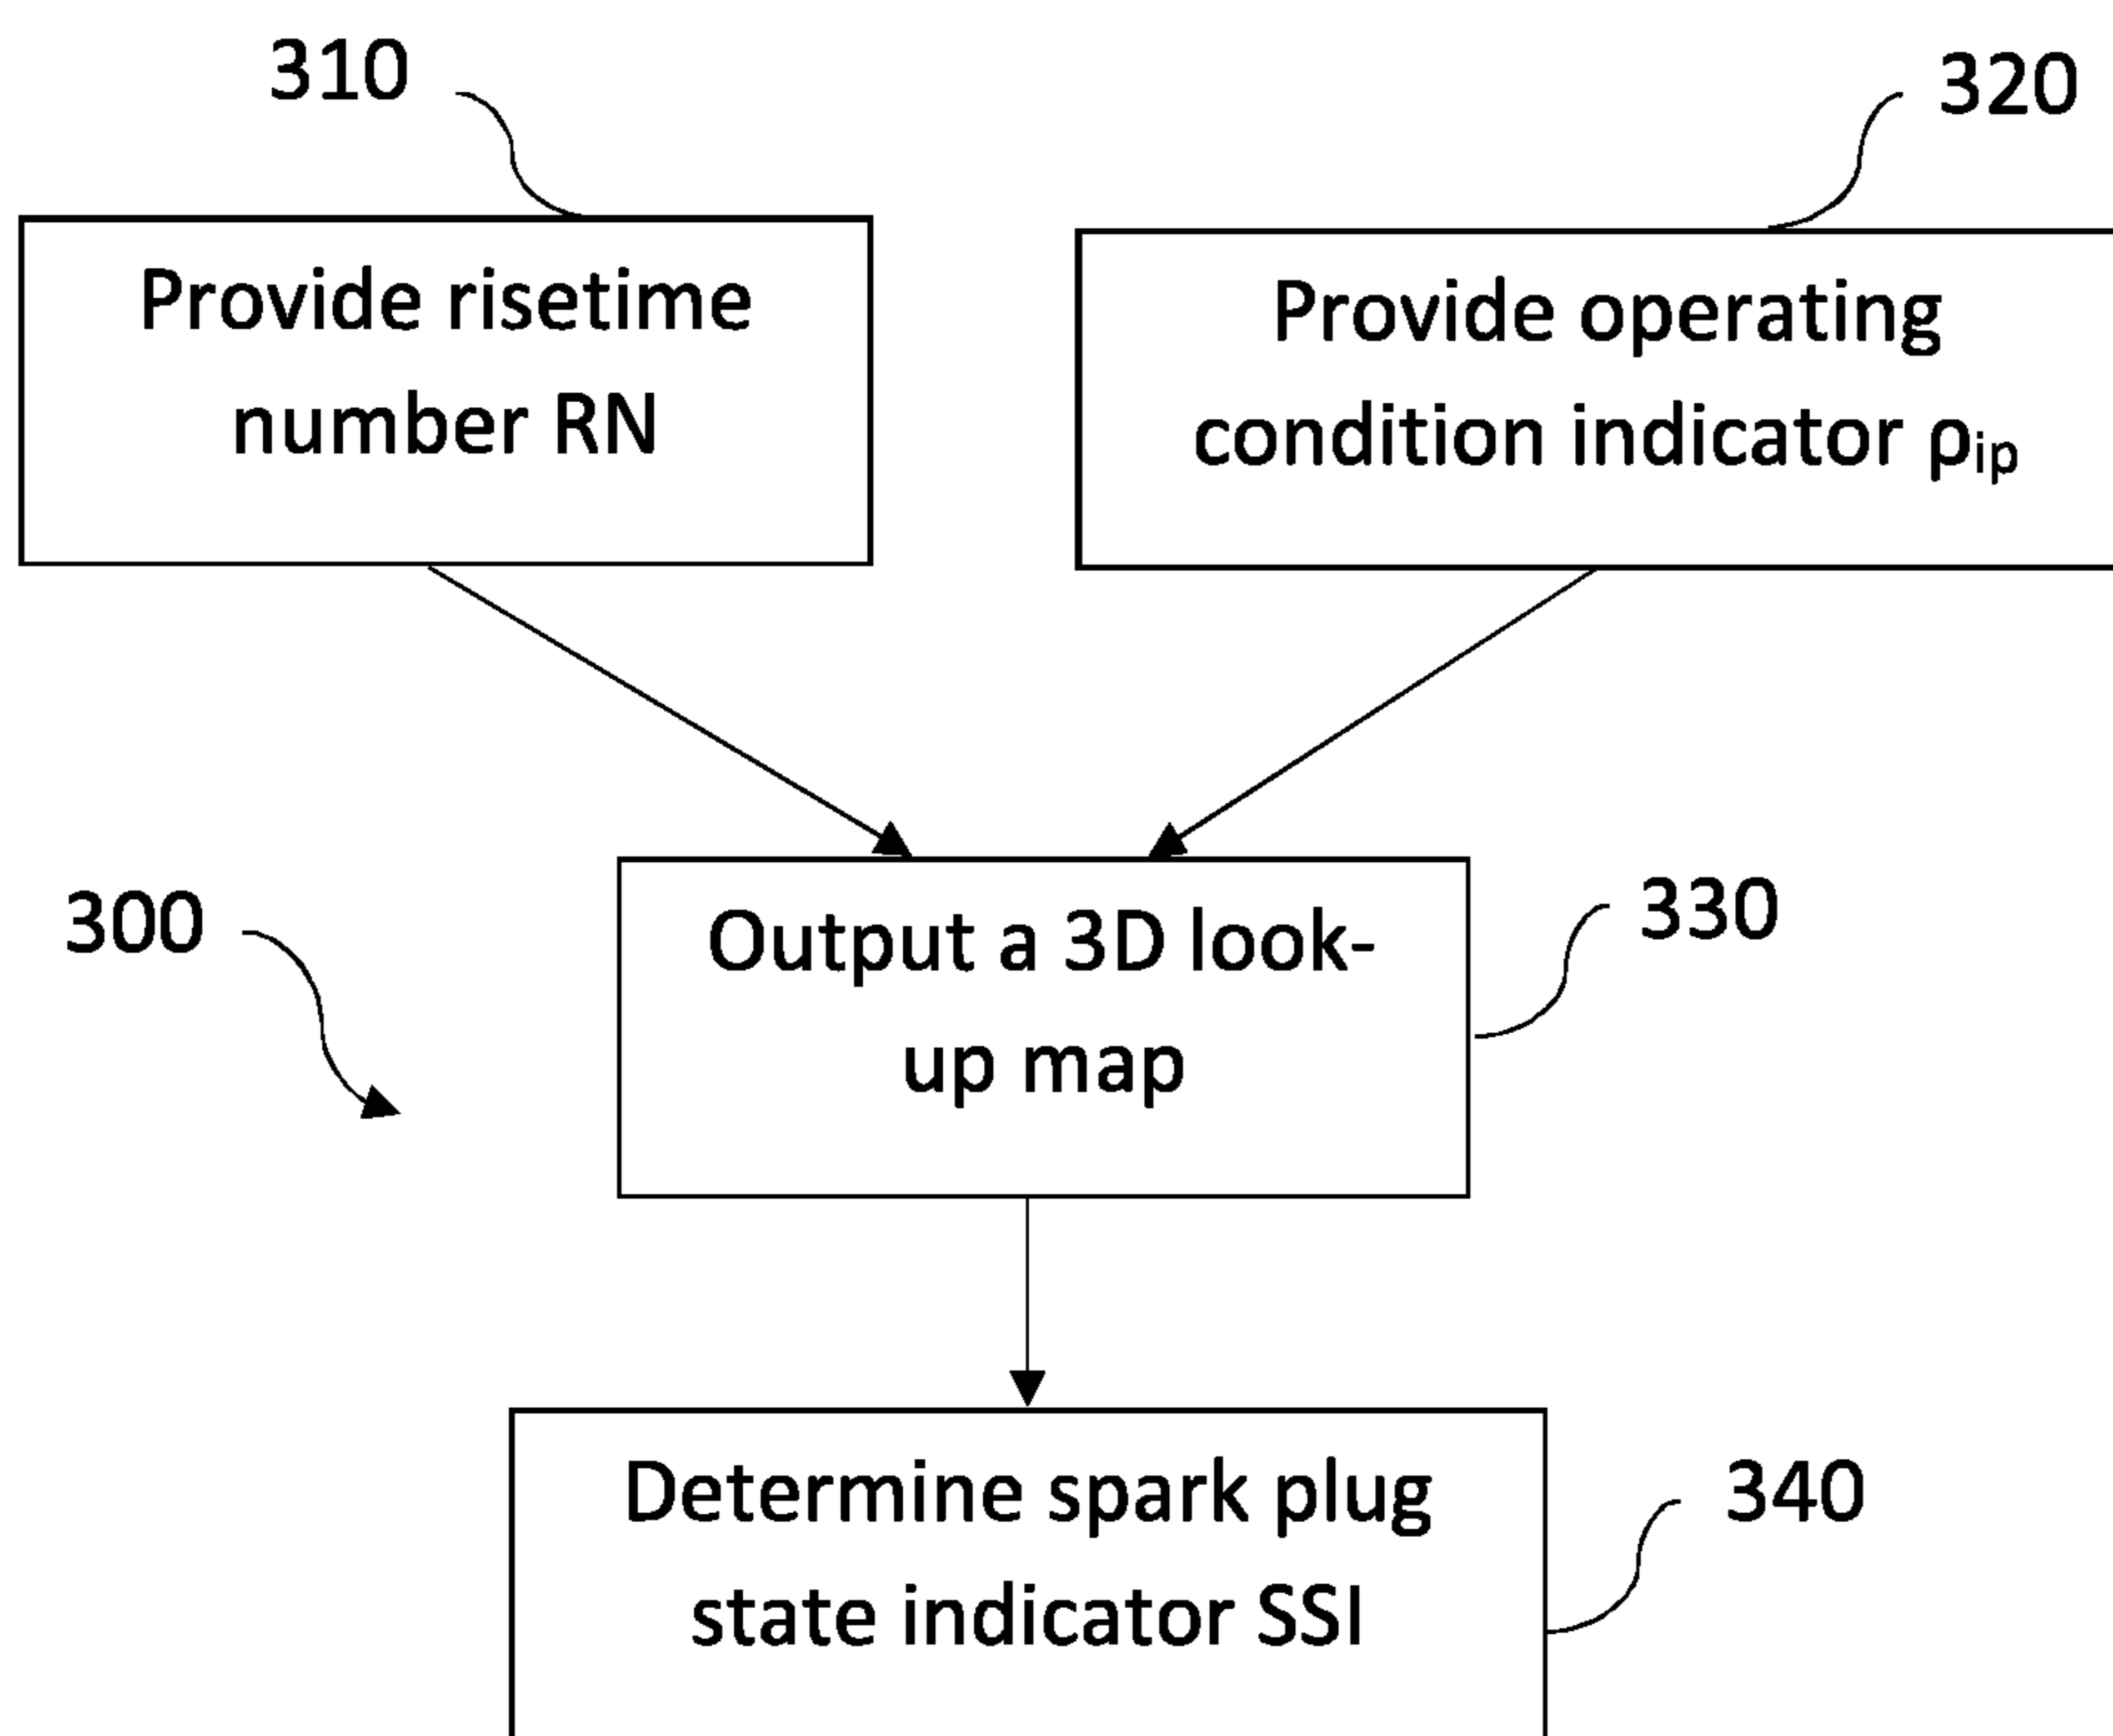 310
320
Provide risetime
number RN
Provide operating
condition indicator ρip
300
Output a 3D look-
up map
330
Determine spark plug
state indicator SSI
340